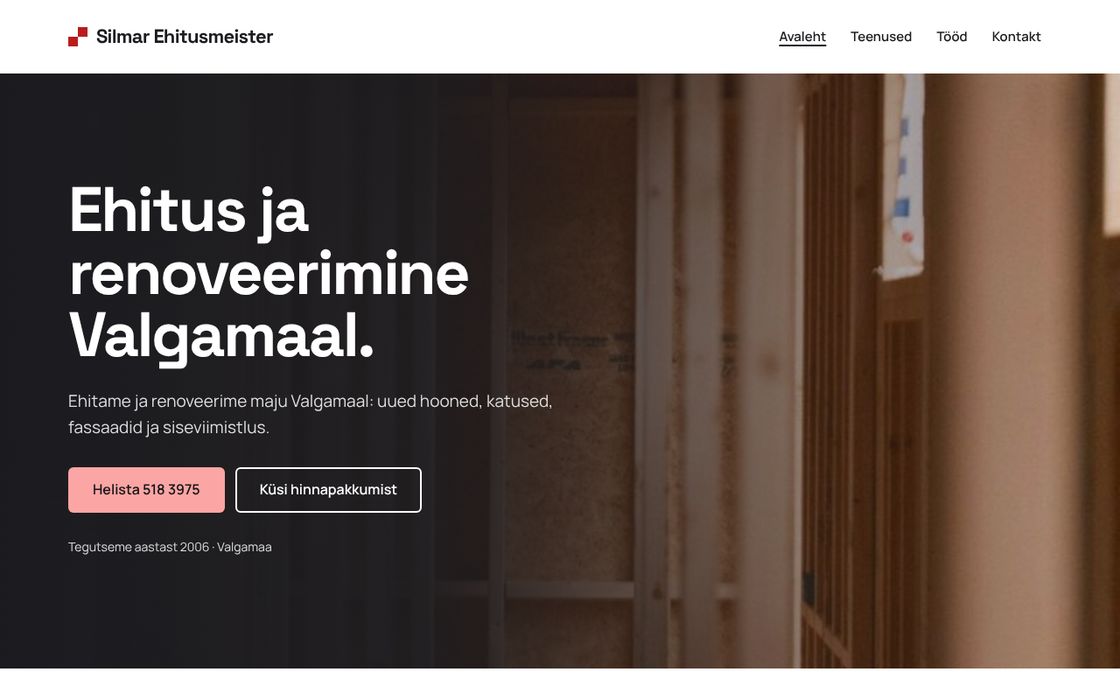 Silmar Ehitusmeister
Avaleht
Teenused
Tööd
Kontakt
Ehitus ja
renoveerimine
Valgamaal.
Ehitame ja renoveerime maju Valgamaal: uued hooned, katused,
fassaadid ja siseviimistlus.
Helista 518 3975
Küsi hinnapakkumist
Tegutseme aastast 2006 · Valgamaa